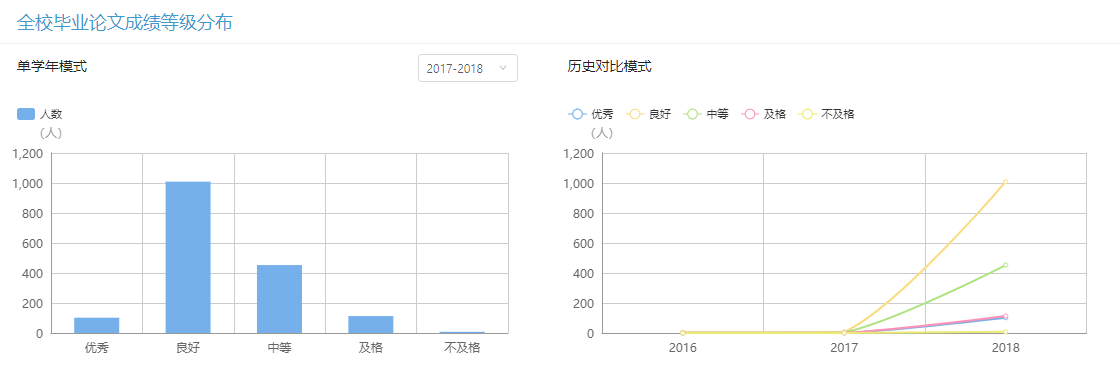 全校毕业论文成绩等级分布
单学年模式
2017-2018
人数
（人）
1,200
1,000
800
600
400
200
0
优秀 良好 中等 及格 不及格
历史对比模式
优秀 良好 中等 及格 不及格
（人）
1,200
1,000
800
600
400
200
0
2016 2017 2018